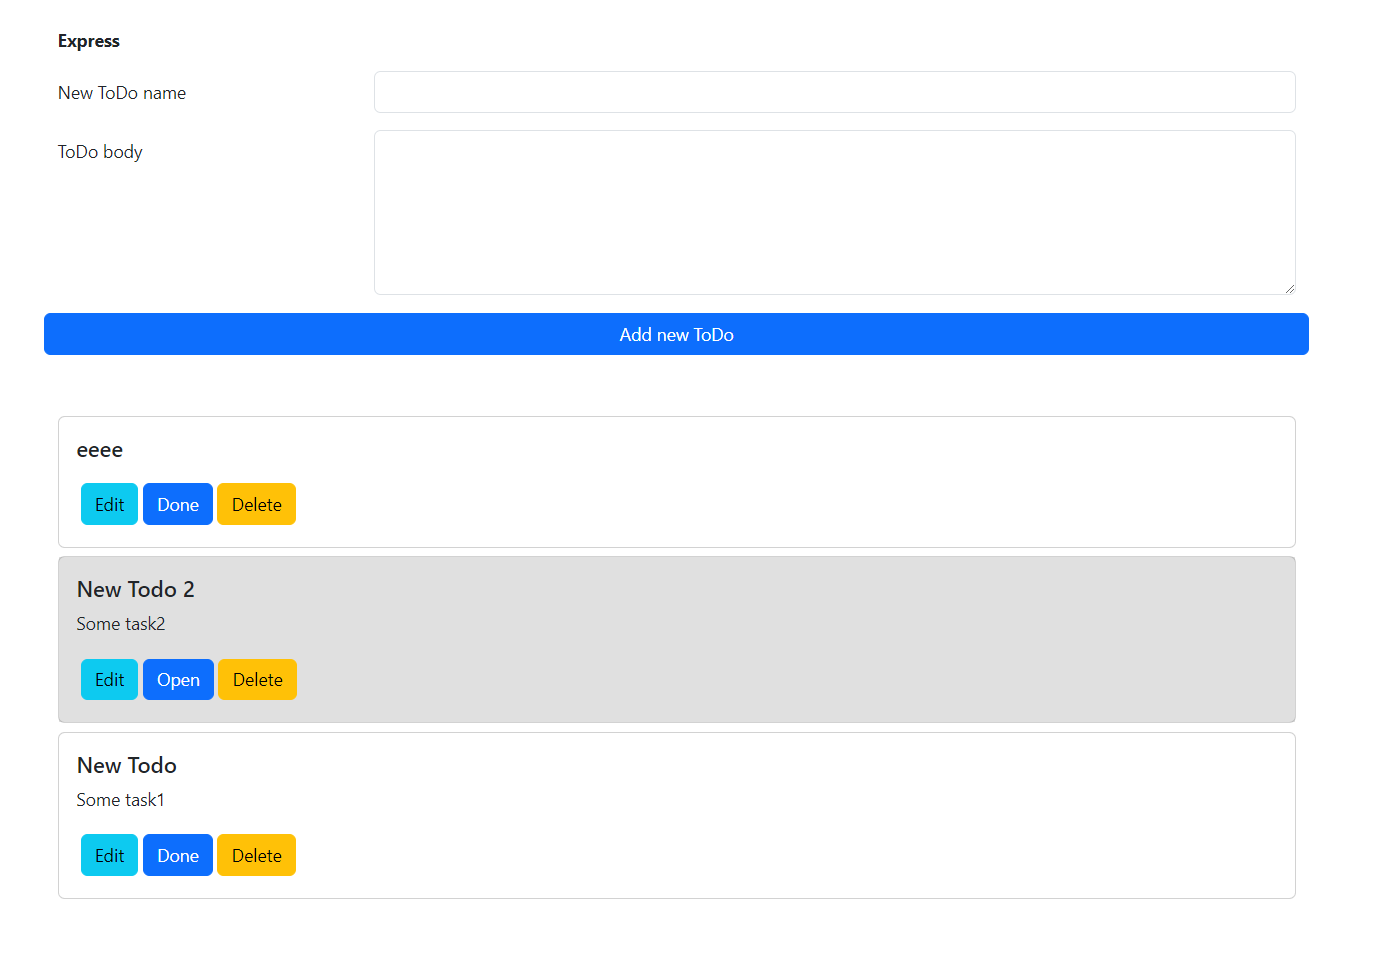 Express
New ToDo name
ToDo body
Add new ToDo
eeee
Edit Done Delete
New Todo 2
Some task2
Edit Open Delete
New Todo
Some task1
Edit Done Delete